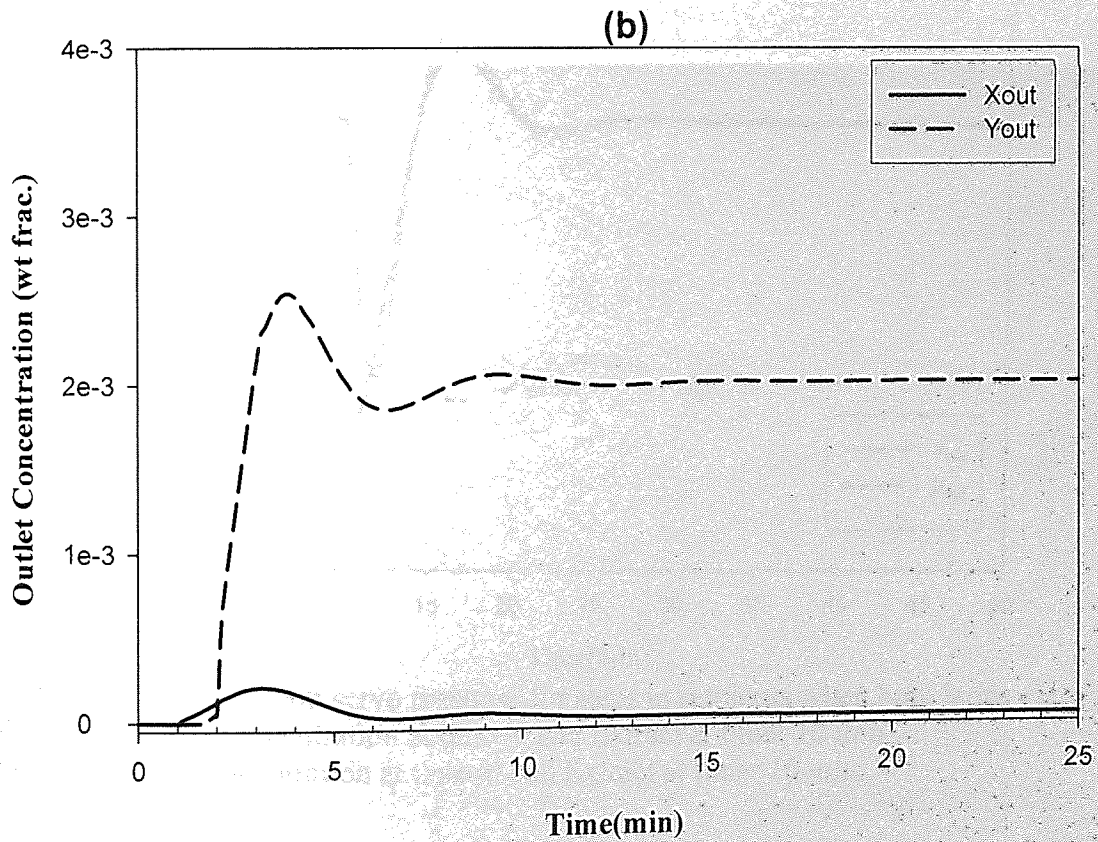 (b)
4e-3
3e-3
2e-3
1e-3
0
Outlet Concentration (wt frac.)
Xout
Yout
0
5
10
15
20
25
Time(min)